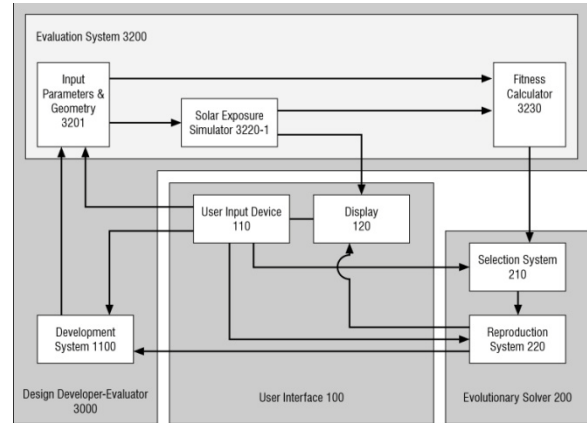 Evaluation System 3200
Input
Parameters &
Geometry
3201
Solar Exposure
Simulator 3220-1
Fitness
Calculator
3230
User Input Device
110
Display
120
Selection System
210
Development
System 1100
Reproduction
System 220
Design Developer-Evaluator
3000
User Interface 100
Evolutionary Solver 200